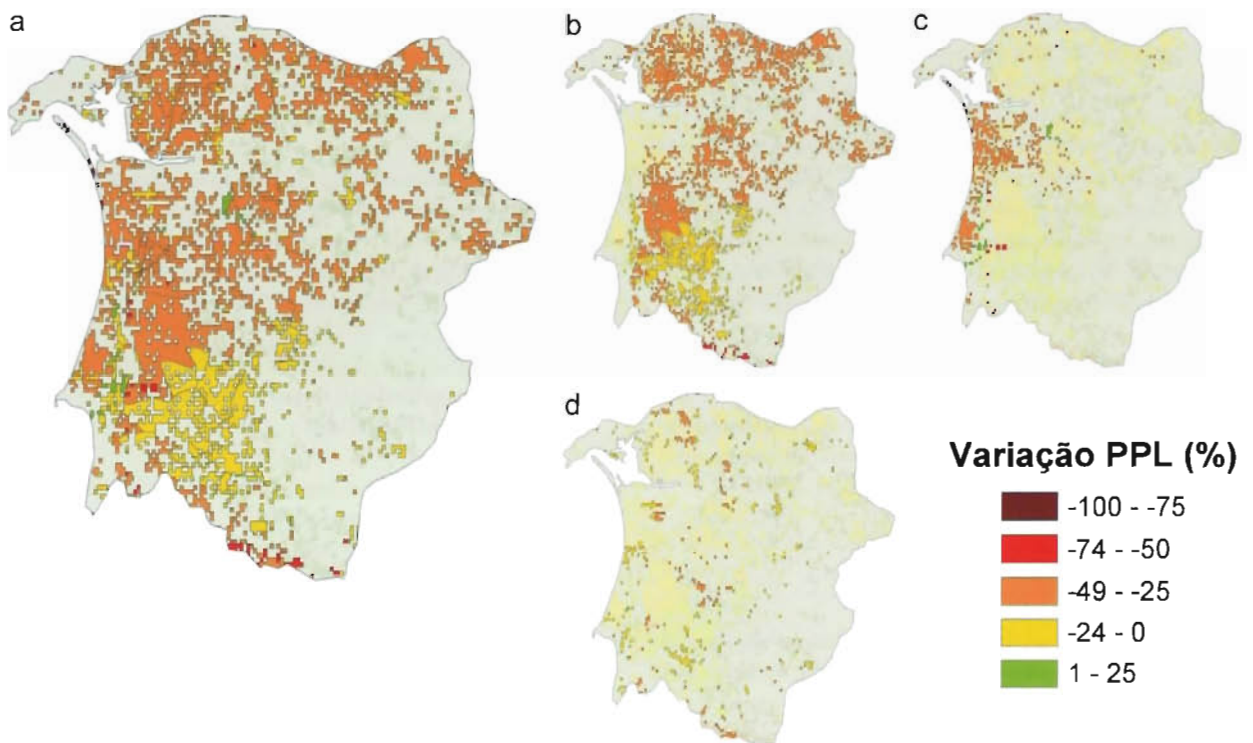 a
b
c
d
Variação PPL (%)
-100 - -75
-74 - -50
-49 - -25
-24 - 0
1 - 25